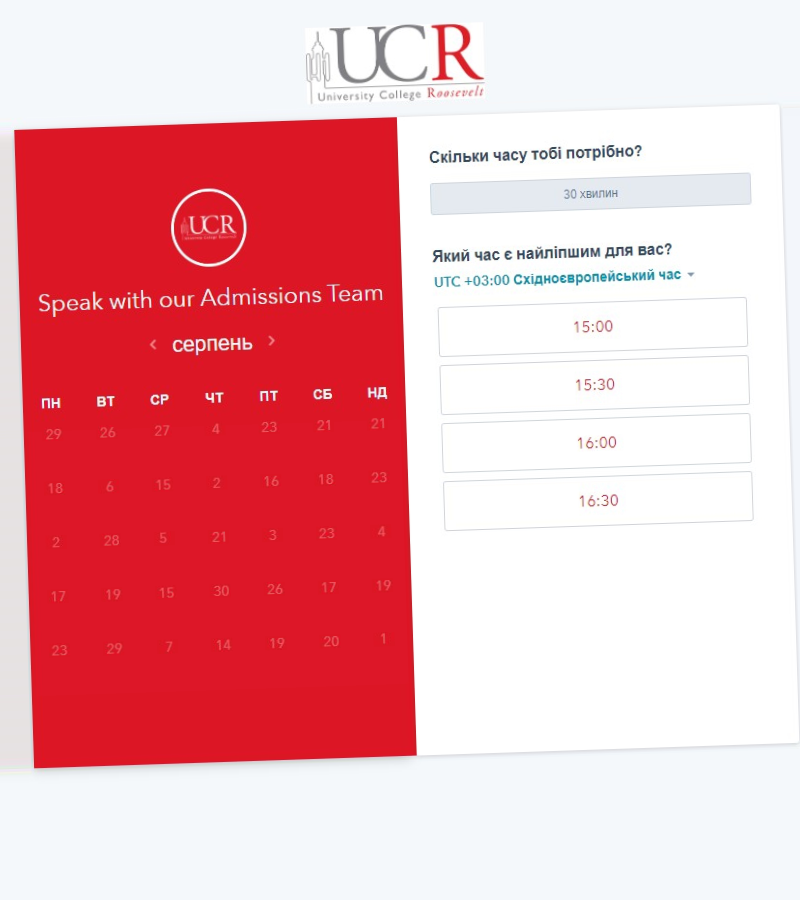 UCR
University College Roosevelt
UCR
University College Roosevelt
Speak with our Admissions Team
‹ серпень ›
ПН ВТ СР ЧТ ПТ СБ НД
29 26 27 4 23 21 21
18 6 15 2 16 18 23
2 28 5 21 3 23 4
17 19 15 30 26 17 19
23 29 7 14 19 20 1
Скільки часу тобі потрібно?
30 хвилин
Який час є найліпшим для вас?
UTC +03:00 Східноєвропейський час
15:00
15:30
16:00
16:30